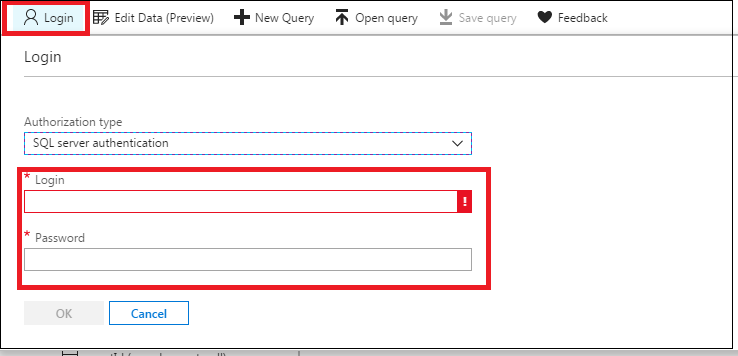 Login Edit Data (Preview) New Query Open query Save query Feedback
Login
Authorization type
SQL server authentication
* Login
!
* Password
OK Cancel